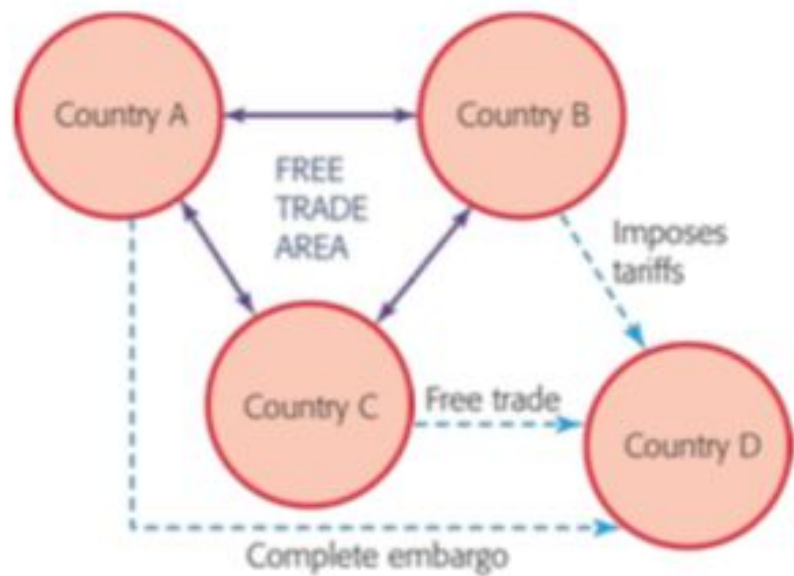 Country A
Country B
FREE
TRADE
AREA
Imposes
tariffs
Country C
Free trade
Country D
Complete embargo